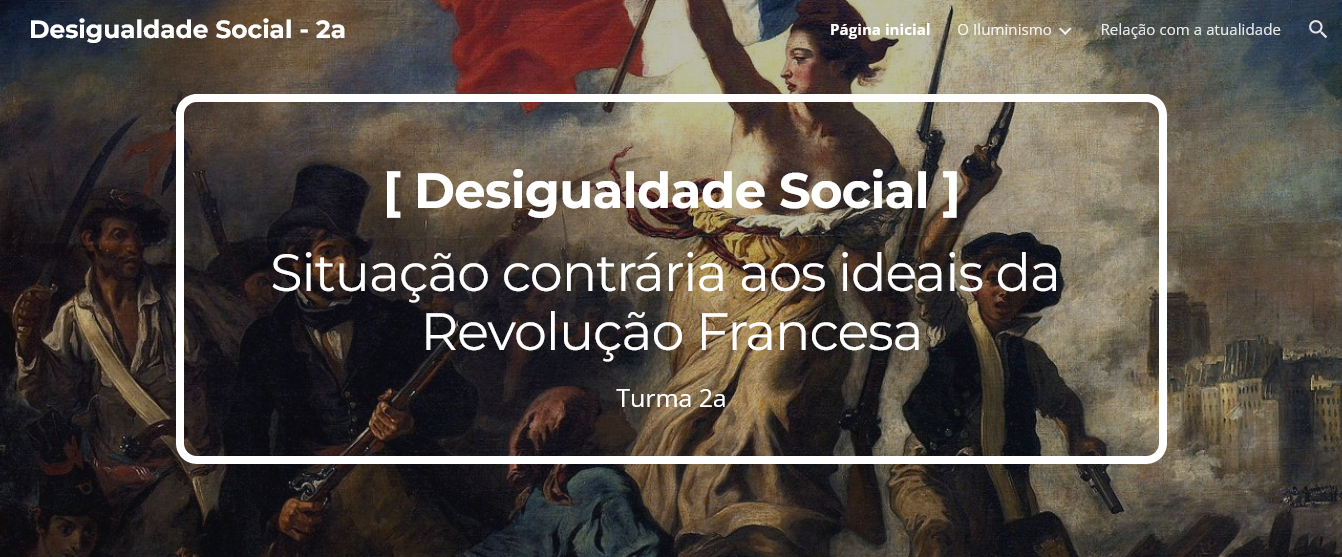 Desigualdade Social - 2a
Página inicial
O Iluminismo
Relação com a atualidade
[ Desigualdade Social ]
Situação contrária aos ideais da
Revolução Francesa
Turma 2a